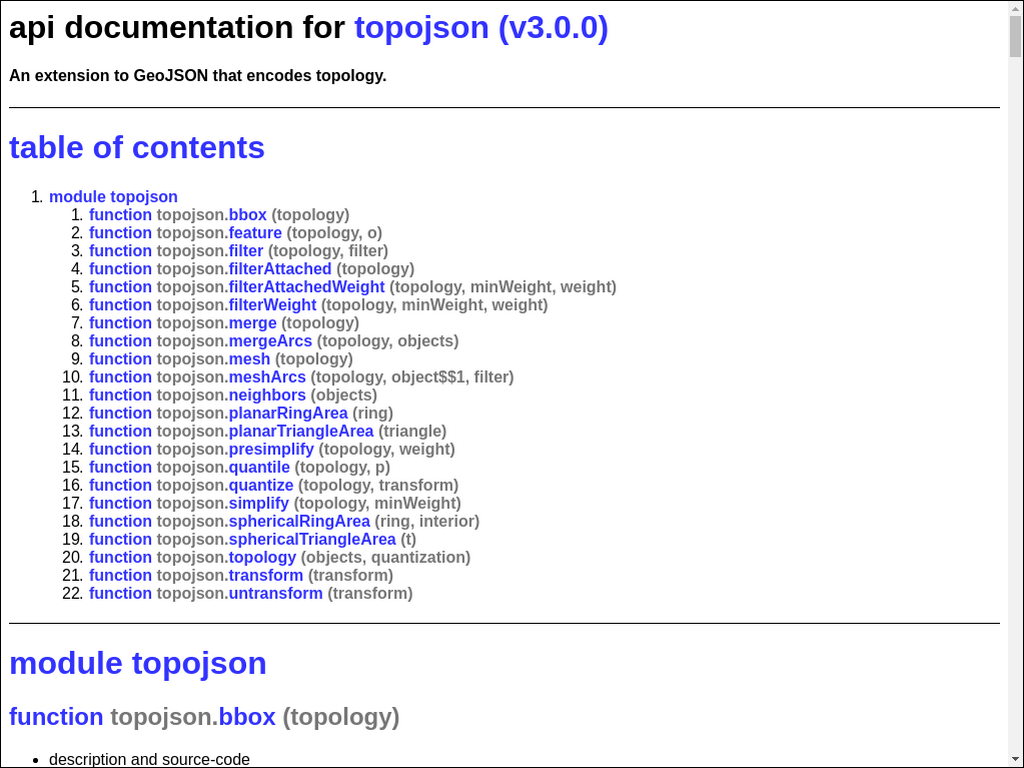 api documentation for topojson (v3.0.0)
An extension to GeoJSON that encodes topology.
table of contents
1. module topojson
1. function topojson.bbox (topology)
2. function topojson.feature (topology, o)
3. function topojson.filter (topology, filter)
4. function topojson.filterAttached (topology)
5. function topojson.filterAttachedWeight (topology, minWeight, weight)
6. function topojson.filterWeight (topology, minWeight, weight)
7. function topojson.merge (topology)
8. function topojson.mergeArcs (topology, objects)
9. function topojson.mesh (topology)
10. function topojson.meshArcs (topology, object$$1, filter)
11. function topojson.neighbors (objects)
12. function topojson.planarRingArea (ring)
13. function topojson.planarTriangleArea (triangle)
14. function topojson.presimplify (topology, weight)
15. function topojson.quantile (topology, p)
16. function topojson.quantize (topology, transform)
17. function topojson.simplify (topology, minWeight)
18. function topojson.sphericalRingArea (ring, interior)
19. function topojson.sphericalTriangleArea (t)
20. function topojson.topology (objects, quantization)
21. function topojson.transform (transform)
22. function topojson.untransform (transform)
module topojson
function topojson.bbox (topology)
• description and source-code